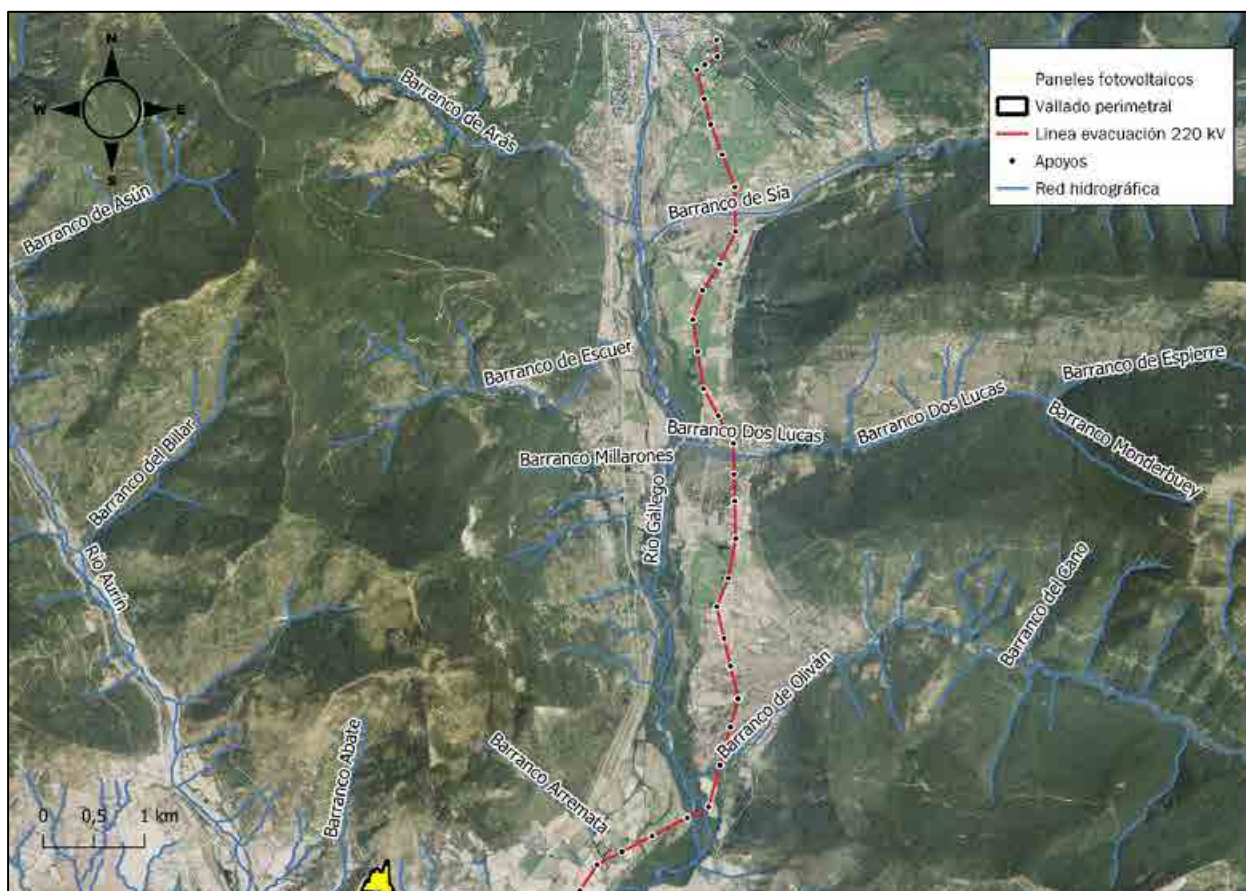 N
W
E
S
Paneles fotovoltaicos
Vallado perimetral
Linea evacuación 220 kV
Apoyos
Red hidrográfica
Barranco de Arás
Barranco de Asún
Barranco de Sía
Barranco de Escuer
Barranco de Espierre
Barranco Dos Lucas
Barranco Dos Lucas
Barranco Monderbuey
Barranco del Billar
Barranco Millarones
Río Gállego
Río Aurín
Barranco del Cano
Barranco de Oliván
Barranco Abate
Barranco Arremata
0 0,5 1 km